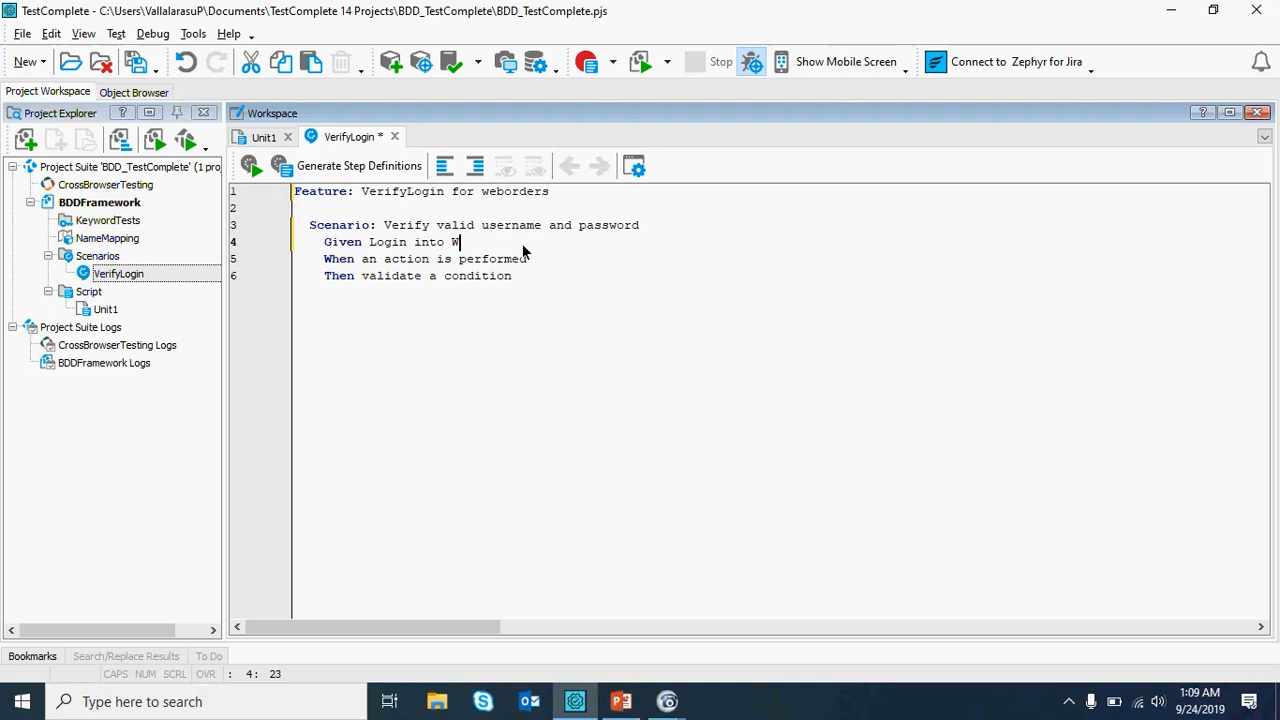 TestComplete - C:\Users\VallalarasuP\Documents\TestComplete 14 Projects\BDD_TestComplete\BDD_TestComplete.pjs
File Edit View Test Debug Tools Help
New Stop Show Mobile Screen Connect to Zephyr for Jira
Project Workspace Object Browser
Project Explorer ? Workspace ?
Unit1 VerifyLogin *
Generate Step Definitions
Project Suite 'BDD_TestComplete' (1 pro
CrossBrowserTesting
BDDFramework
KeywordTests
NameMapping
Scenarios
VerifyLogin
Script
Unit1
Project Suite Logs
CrossBrowserTesting Logs
BDDFramework Logs
1 Feature: VerifyLogin for weborders
2
3 Scenario: Verify valid username and password
4 Given Login into W
5 When an action is performed
6 Then validate a condition
Bookmarks Search/Replace Results To Do
CAPS NUM SCRL OVR : 4: 23
Type here to search
1:09 AM
9/24/2019